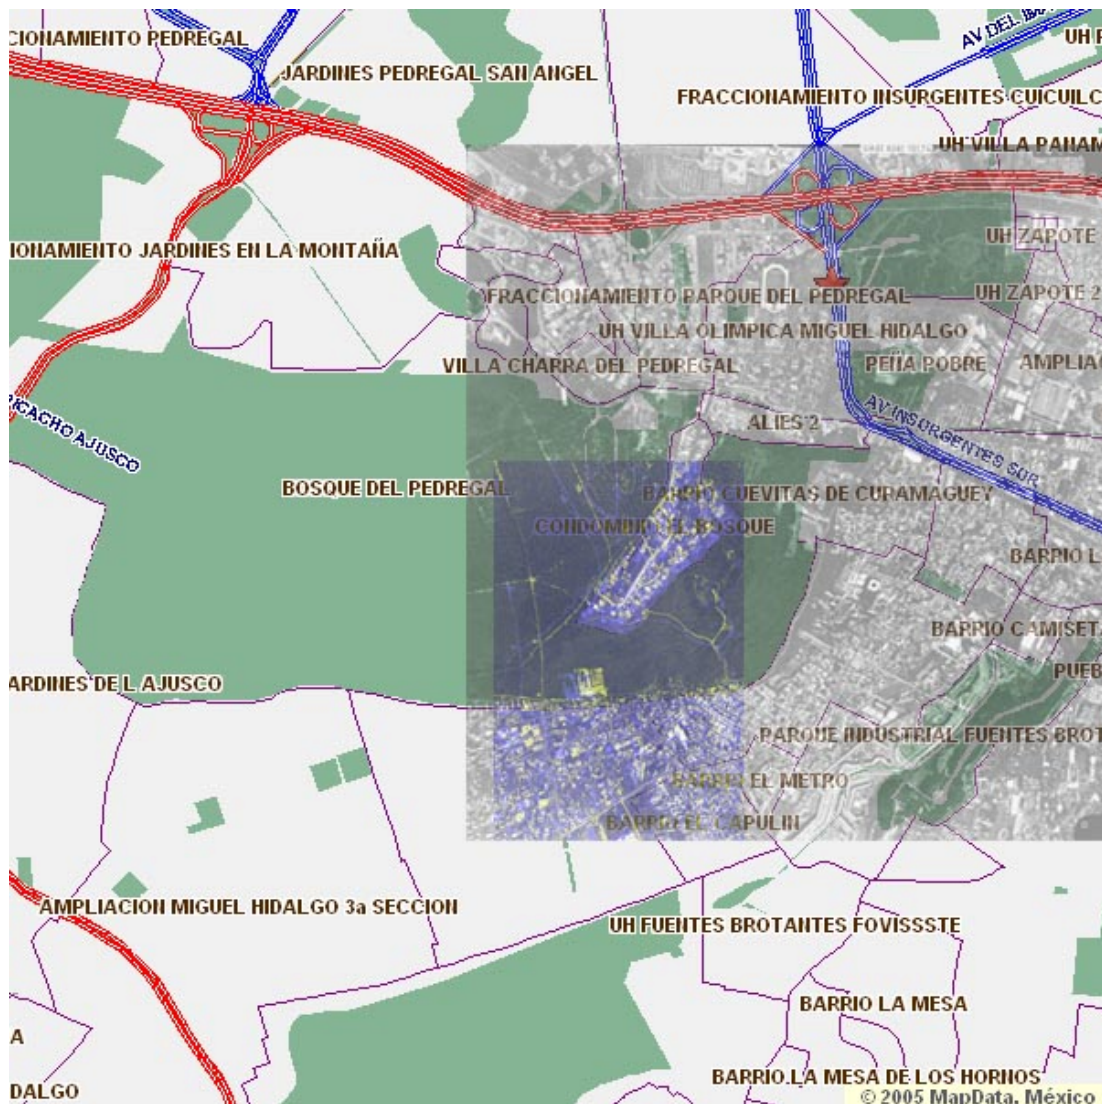 CIONAMIENTO PEDREGAL
AV DEL IMAN
UH P
JARDINES PEDREGAL SAN ANGEL
FRACCIONAMIENTO INSURGENTES CUICUILC
UH VILLA PANAM
UH ZAPOTE
IONAMIENTO JARDINES EN LA MONTAÑA
FRACCIONAMIENTO PARQUE DEL PEDREGAL
UH ZAPOTE 2
UH VILLA OLIMPICA MIGUEL HIDALGO
VILLA CHARRA DEL PEDREGAL
PEÑA POBRE
AMPLIAC
RICACHO AJUSCO
ALIES 2
AV INSURGENTES SUR
BOSQUE DEL PEDREGAL
BARRIO CUEVITAS DE CURAMAGUEY
CONDOMINIO EL BOSQUE
BARRIO L
BARRIO CAMISETA
PUEB
ARDINES DE L AJUSCO
PARQUE INDUSTRIAL FUENTES BROT
BARRIO EL METRO
BARRIO EL CAPULIN
AMPLIACION MIGUEL HIDALGO 3a SECCION
UH FUENTES BROTANTES FOVISSSTE
BARRIO LA MESA
A
BARRIO LA MESA DE LOS HORNOS
DALGO
© 2005 MapData, México